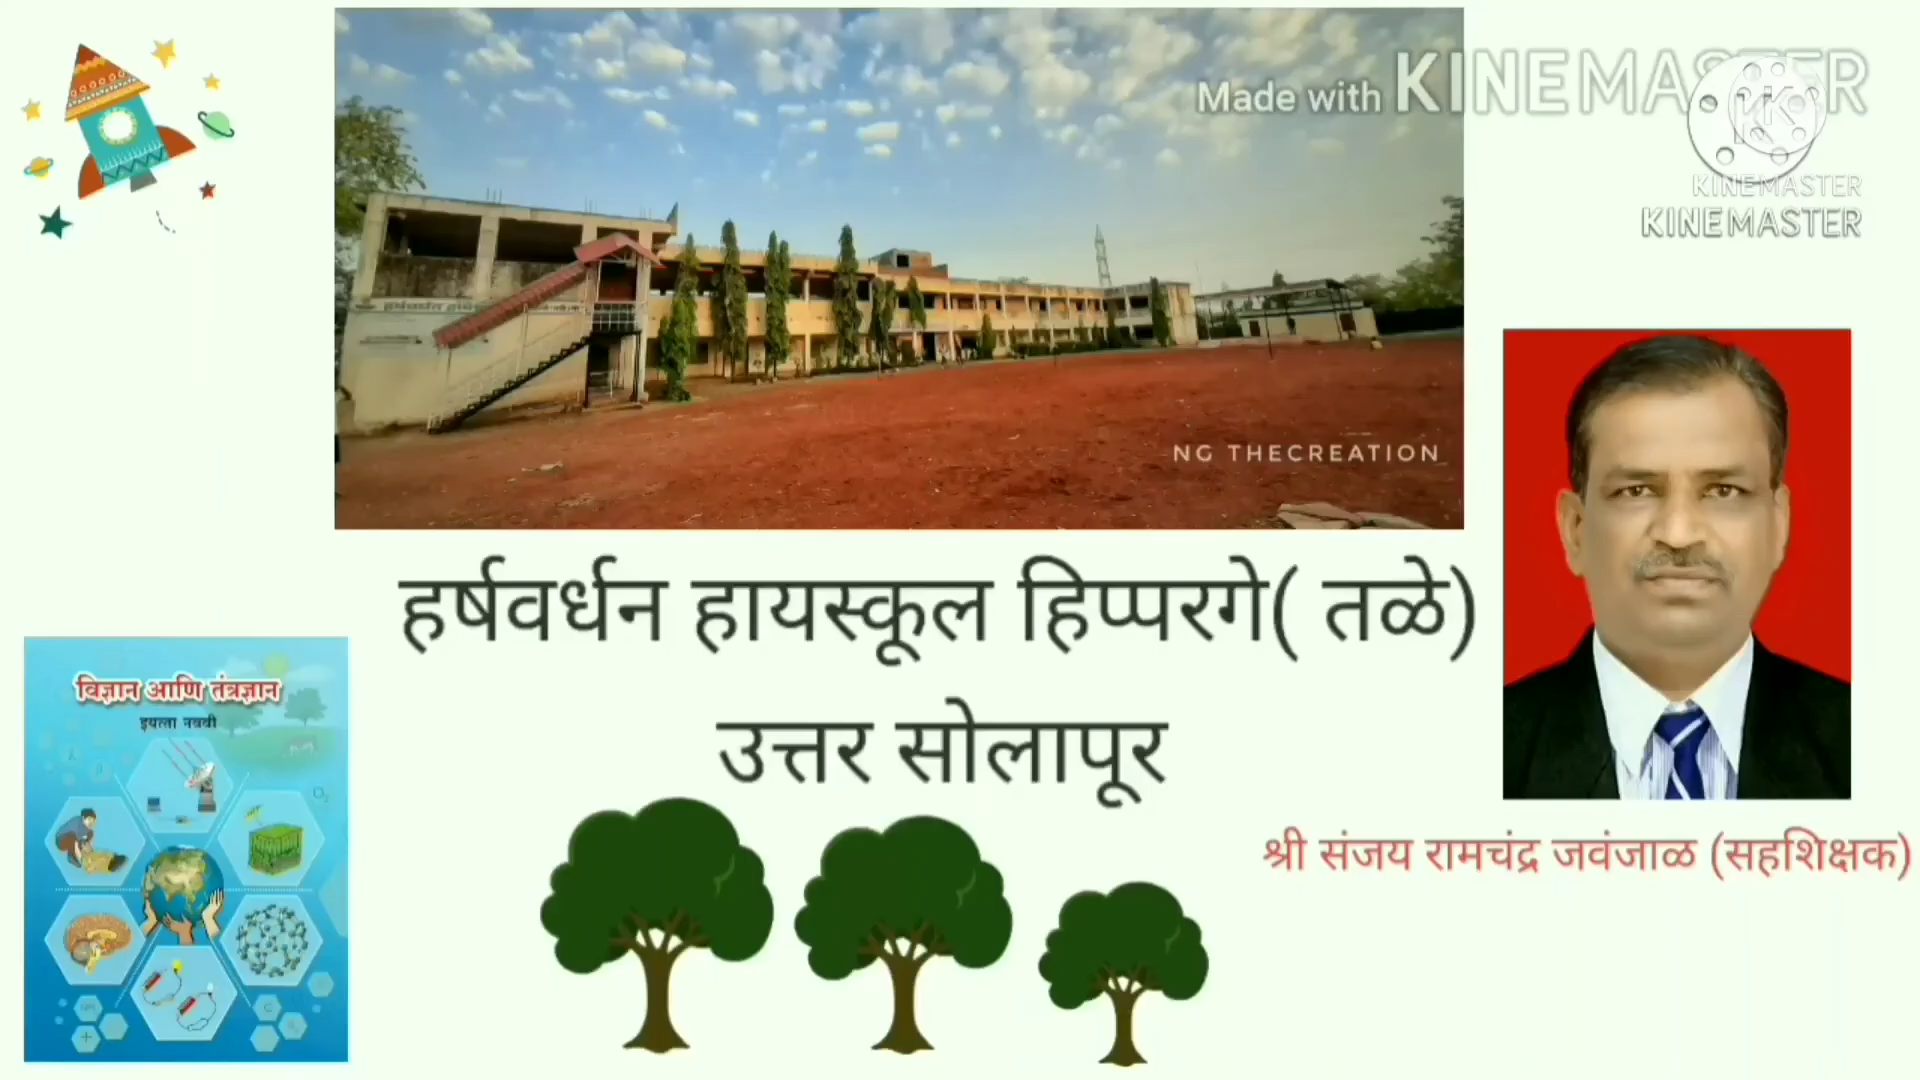 Made with KINEMASTER
KINEMASTER
KINEMASTER
NG THECREATION
हर्षवर्धन हायस्कूल हिप्परगे( तळे)
उत्तर सोलापूर
विज्ञान आणि तंत्रज्ञान
इयत्ता नववी
श्री संजय रामचंद्र जवंजाळ (सहशिक्षक)